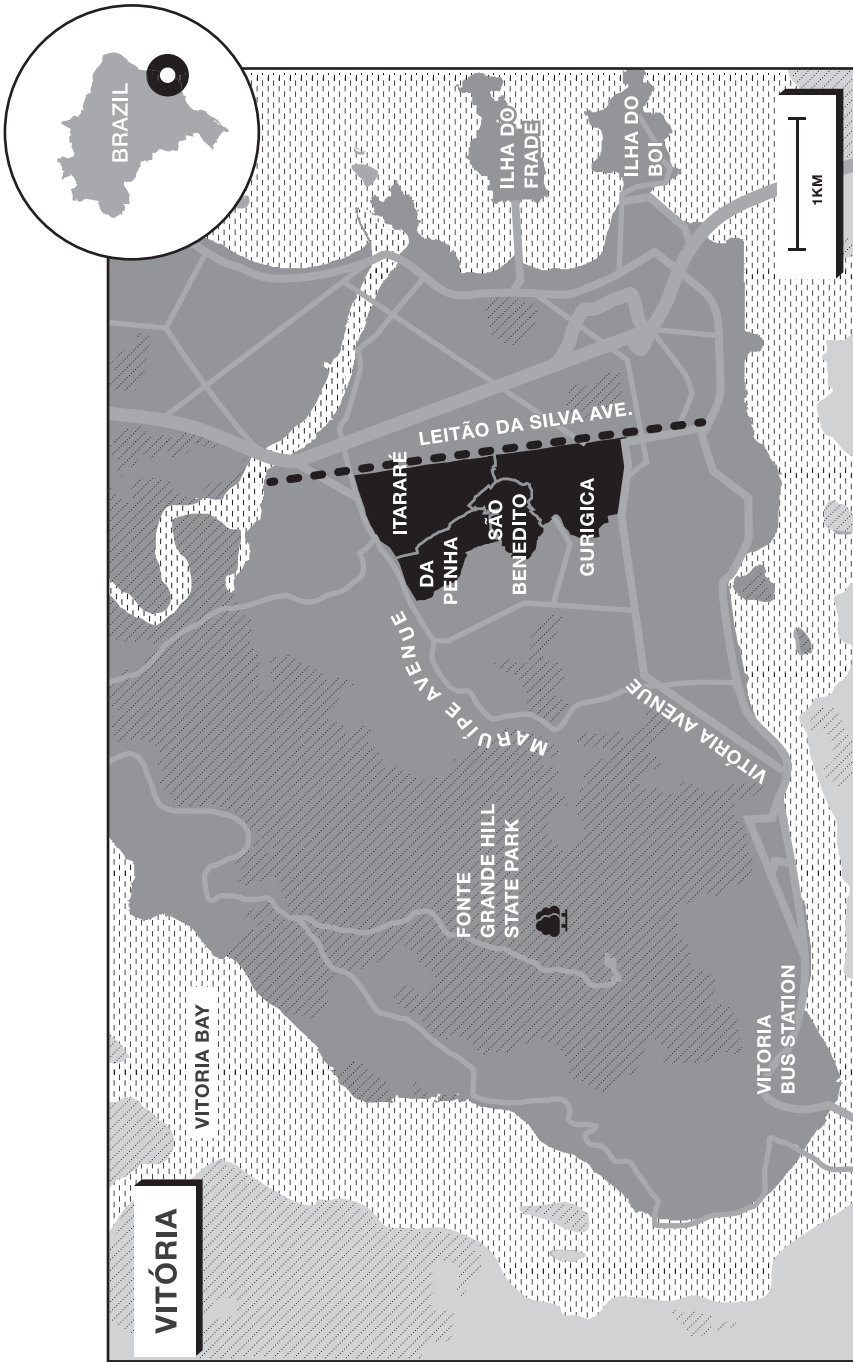 VITÓRIA
VITORIA BAY
BRAZIL
FONTE
GRANDE HILL
STATE PARK
MARUÍPE AVENUE
DA
PENHA
ITARARÉ
SÃO
BENEDITO
GURIGICA
LEITÃO DA SILVA AVE.
ILHA DO
FRADE
ILHA DO
BOI
VITÓRIA AVENUE
VITORIA
BUS STATION
1KM